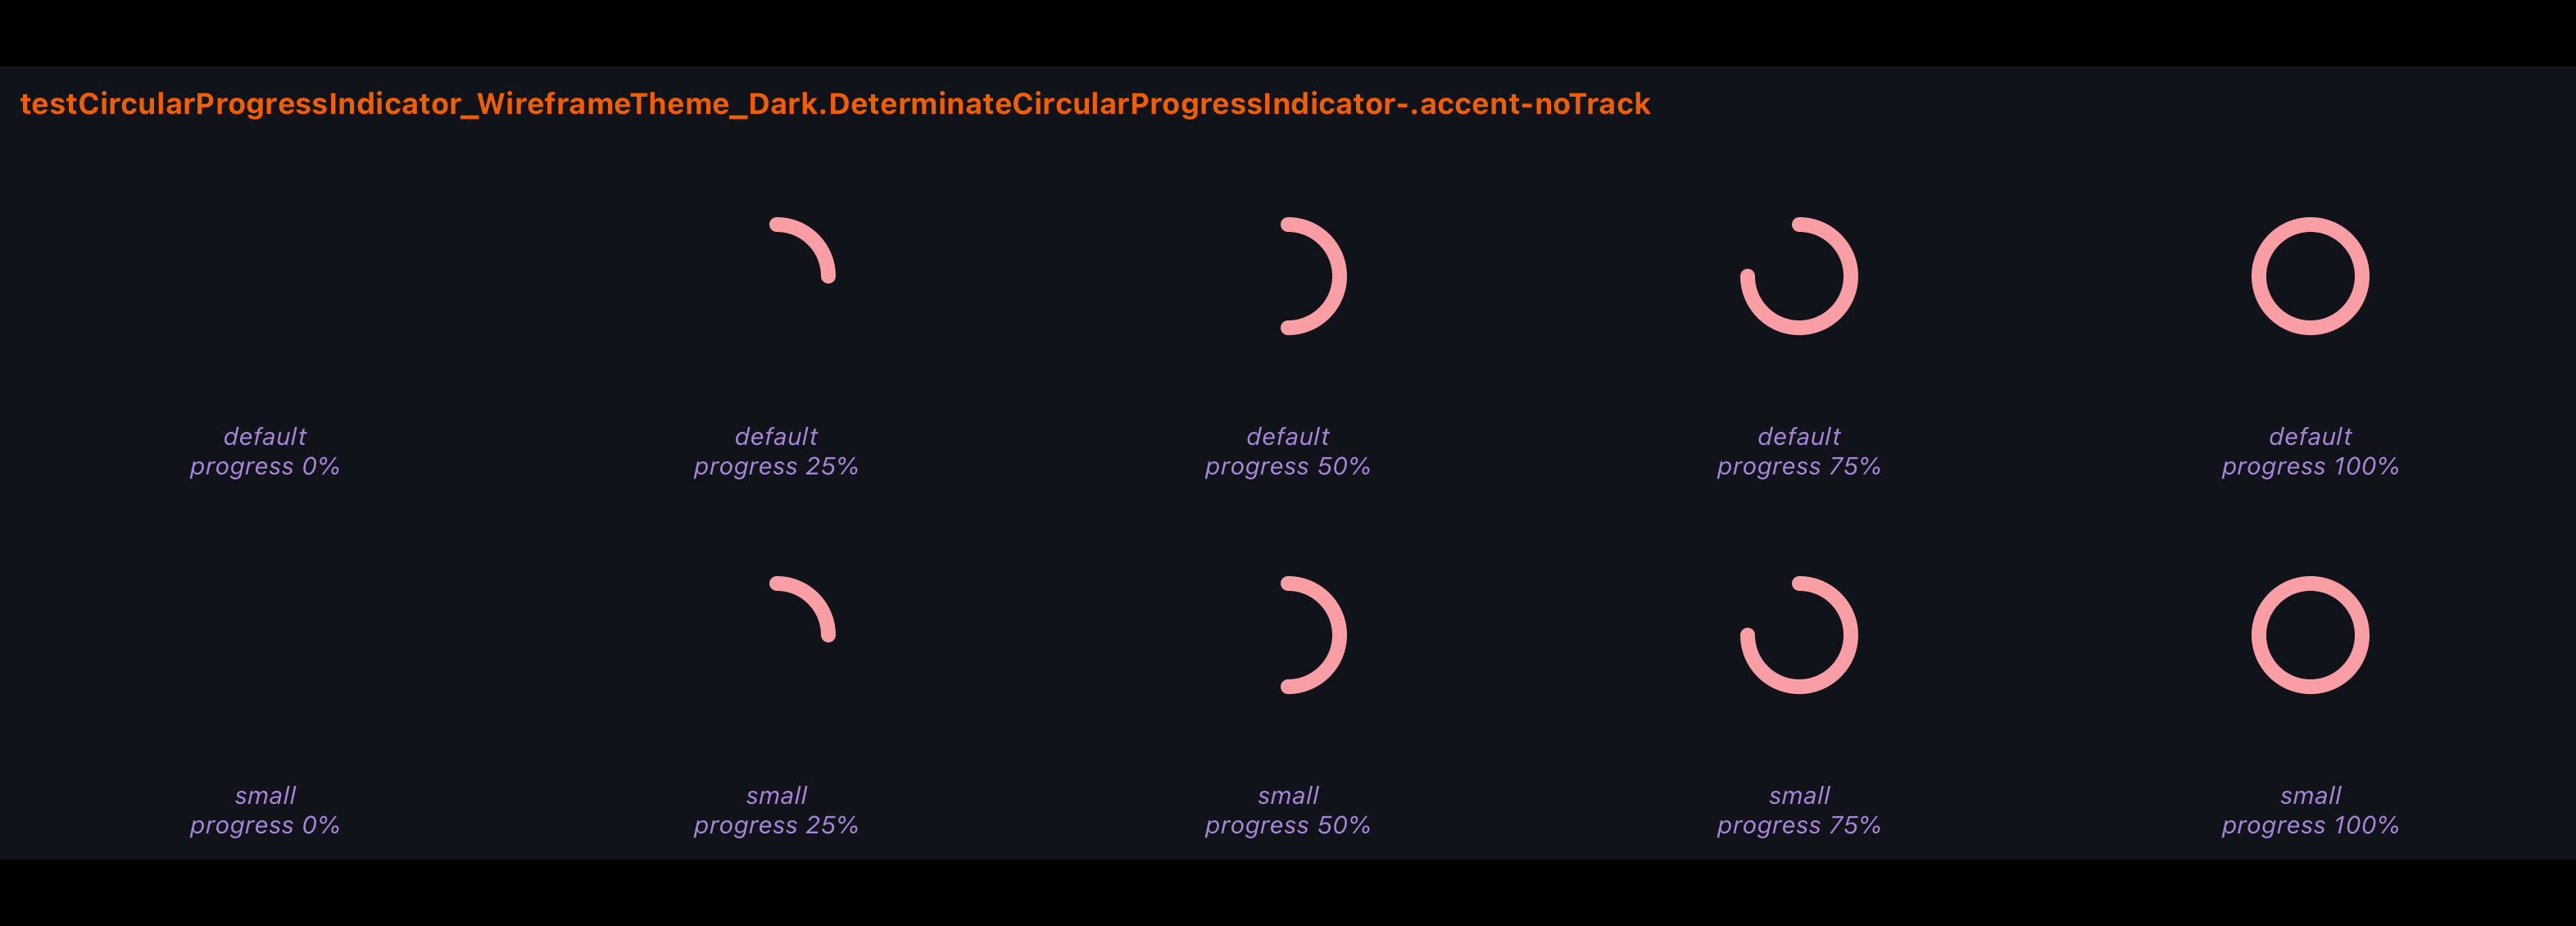 testCircularProgressIndicator_WireframeTheme_Dark.DeterminateCircularProgressIndicator-.accent-noTrack
default
progress 0%
default
progress 25%
default
progress 50%
default
progress 75%
default
progress 100%
small
progress 0%
small
progress 25%
small
progress 50%
small
progress 75%
small
progress 100%